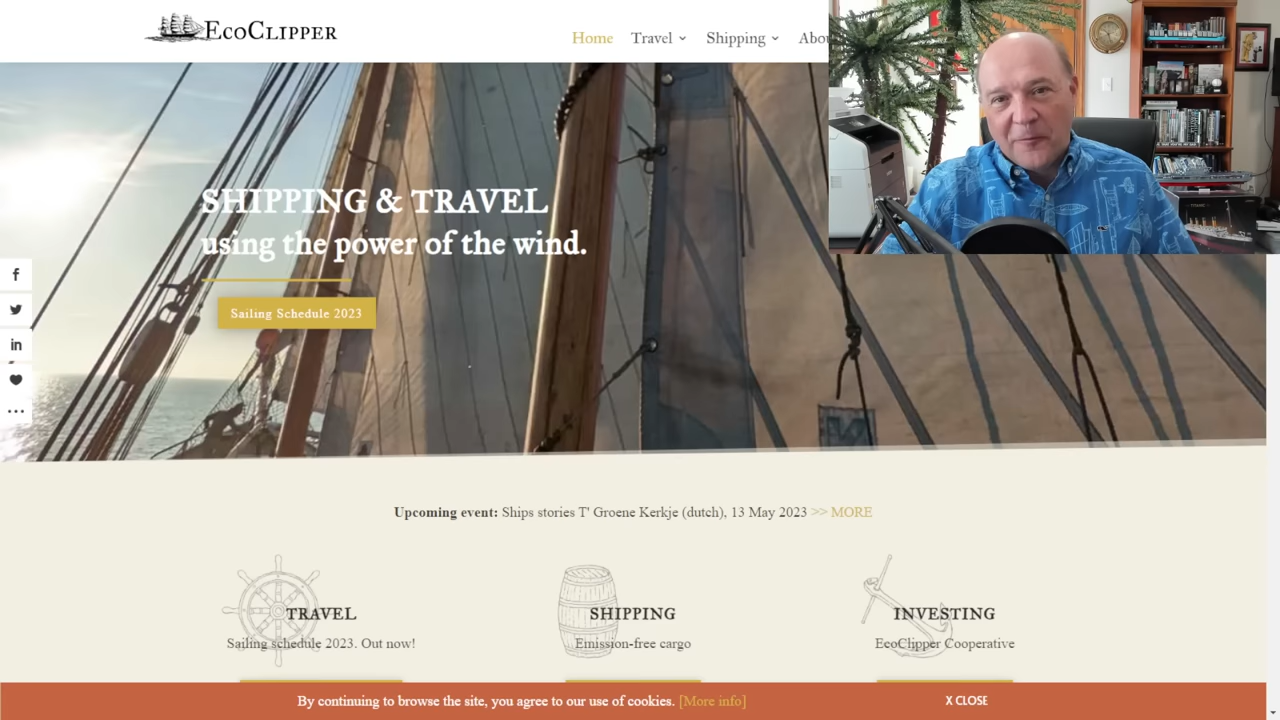 EcoClipper
Home Travel Shipping Abou
SHIPPING & TRAVEL
using the power of the wind.
Sailing Schedule 2023
Upcoming event: Ships stories T' Groene Kerkje (dutch), 13 May 2023 >> MORE
TRAVEL
Sailing schedule 2023. Out now!
SHIPPING
Emission-free cargo
INVESTING
EcoClipper Cooperative
By continuing to browse the site, you agree to our use of cookies. [More info]
X CLOSE